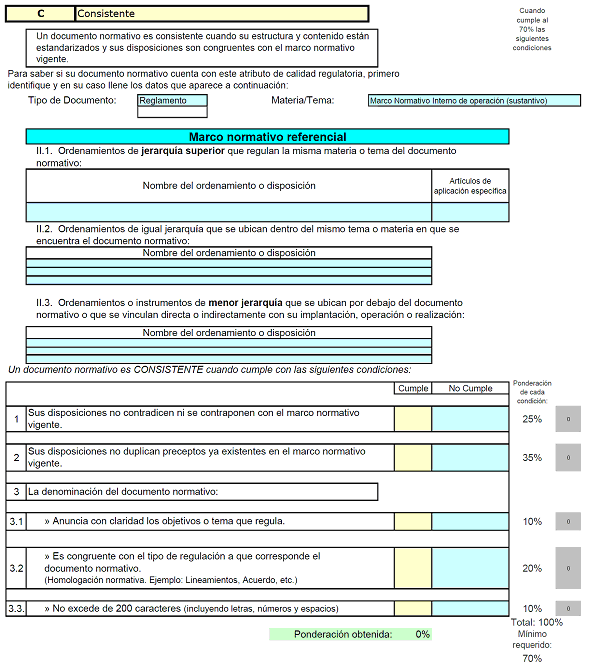 C Consistente
Cuando
cumple al
70% las
siguientes
condiciones
Un documento normativo es consistente cuando su estructura y contenido están
estandarizados y sus disposiciones son congruentes con el marco normativo
vigente.
Para saber si su documento normativo cuenta con este atributo de calidad regulatoria, primero
identifique y en su caso llene los datos que aparece a continuación:
Tipo de Documento: Reglamento Materia/Tema: Marco Normativo Interno de operación (sustantivo)
Marco normativo referencial
II.1. Ordenamientos de jerarquía superior que regulan la misma materia o tema del documento
normativo:
Nombre del ordenamiento o disposición
Artículos de
aplicación específica
II.2. Ordenamientos de igual jerarquía que se ubican dentro del mismo tema o materia en que se
encuentra el documento normativo:
Nombre del ordenamiento o disposición
II.3. Ordenamientos o instrumentos de menor jerarquía que se ubican por debajo del documento
normativo o que se vinculan directa o indirectamente con su implantación, operación o realización:
Nombre del ordenamiento o disposición
Un documento normativo es CONSISTENTE cuando cumple con las siguientes condiciones:
Cumple No Cumple
Ponderación
de cada
condición:
1 Sus disposiciones no contradicen ni se contraponen con el marco normativo
vigente.
25% 0
2 Sus disposiciones no duplican preceptos ya existentes en el marco normativo
vigente.
35% 0
3 La denominación del documento normativo:
3.1 » Anuncia con claridad los objetivos o tema que regula. 10% 0
3.2 » Es congruente con el tipo de regulación a que corresponde el
documento normativo.
(Homologación normativa. Ejemplo: Lineamientos, Acuerdo, etc.)
20% 0
3.3. » No excede de 200 caracteres (incluyendo letras, números y espacios) 10% 0
Total: 100%
Ponderación obtenida: 0%
Mínimo
requerido:
70%